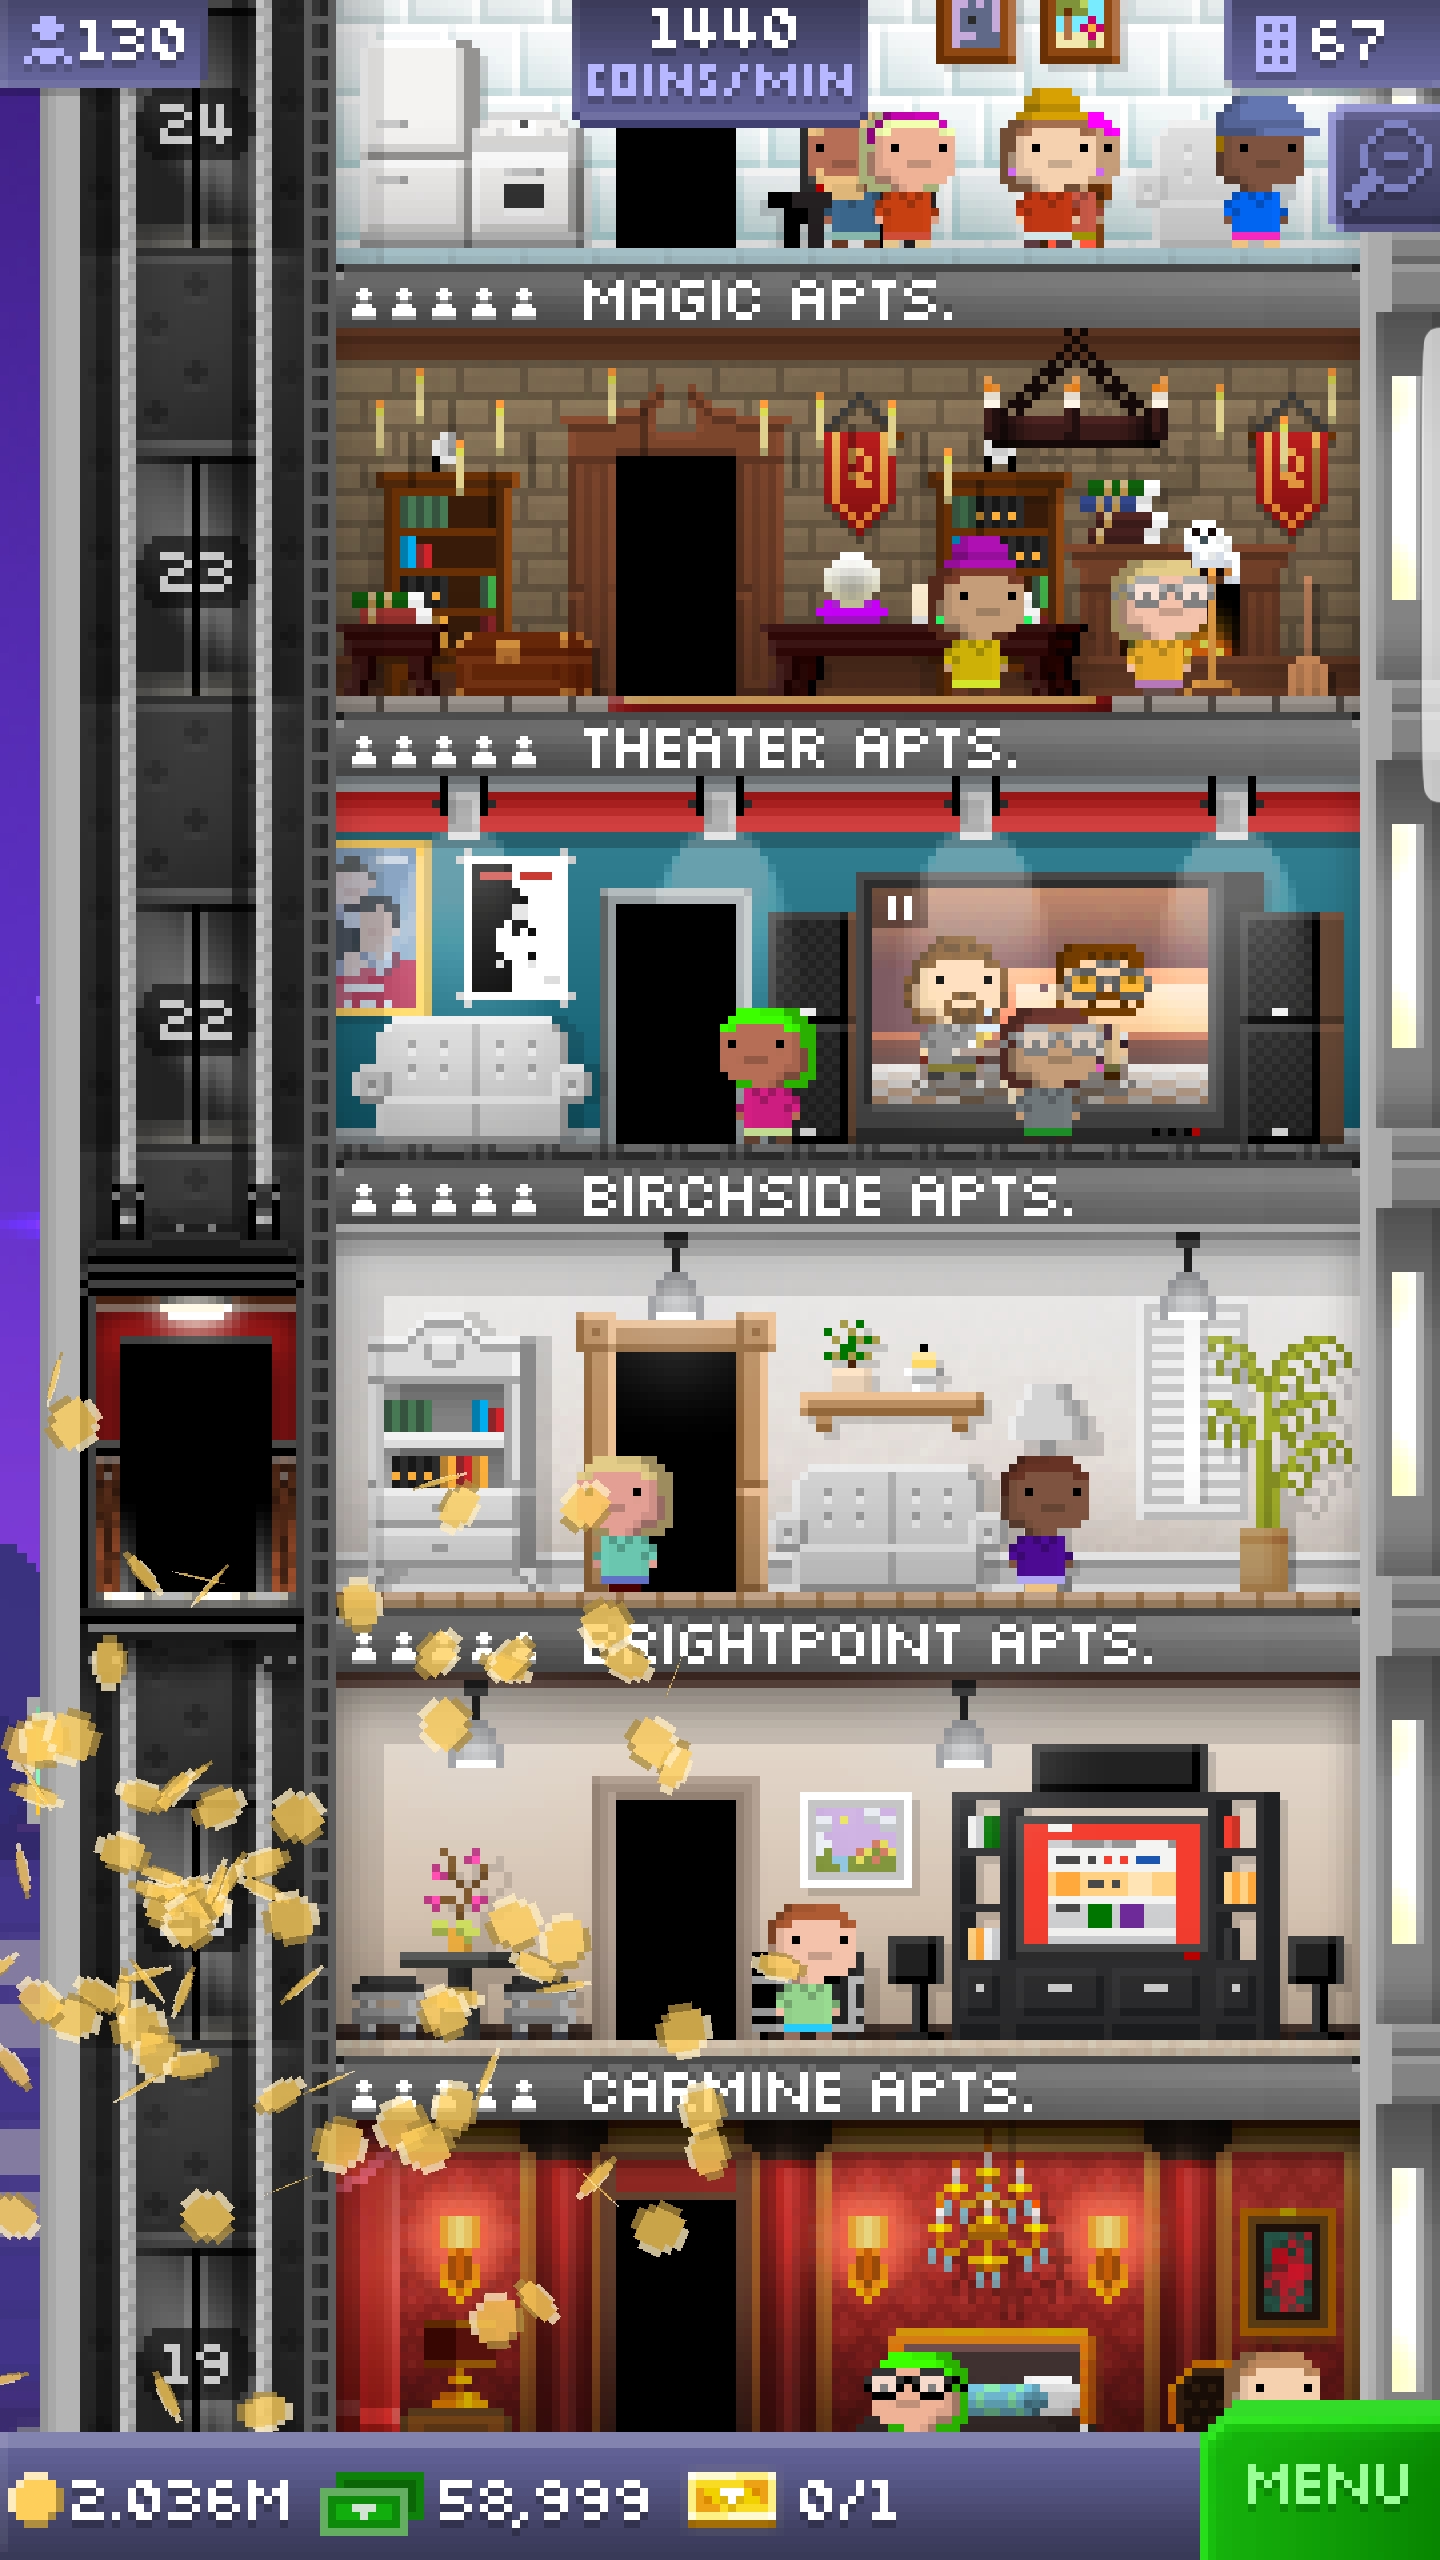 130
1440
COINS/MIN
67
24
MAGIC APTS.
23
THEATER APTS.
22
BIRCHSIDE APTS.
BRIGHTPOINT APTS.
CARMINE APTS.
19
2.036M 58,999 0/1
MENU